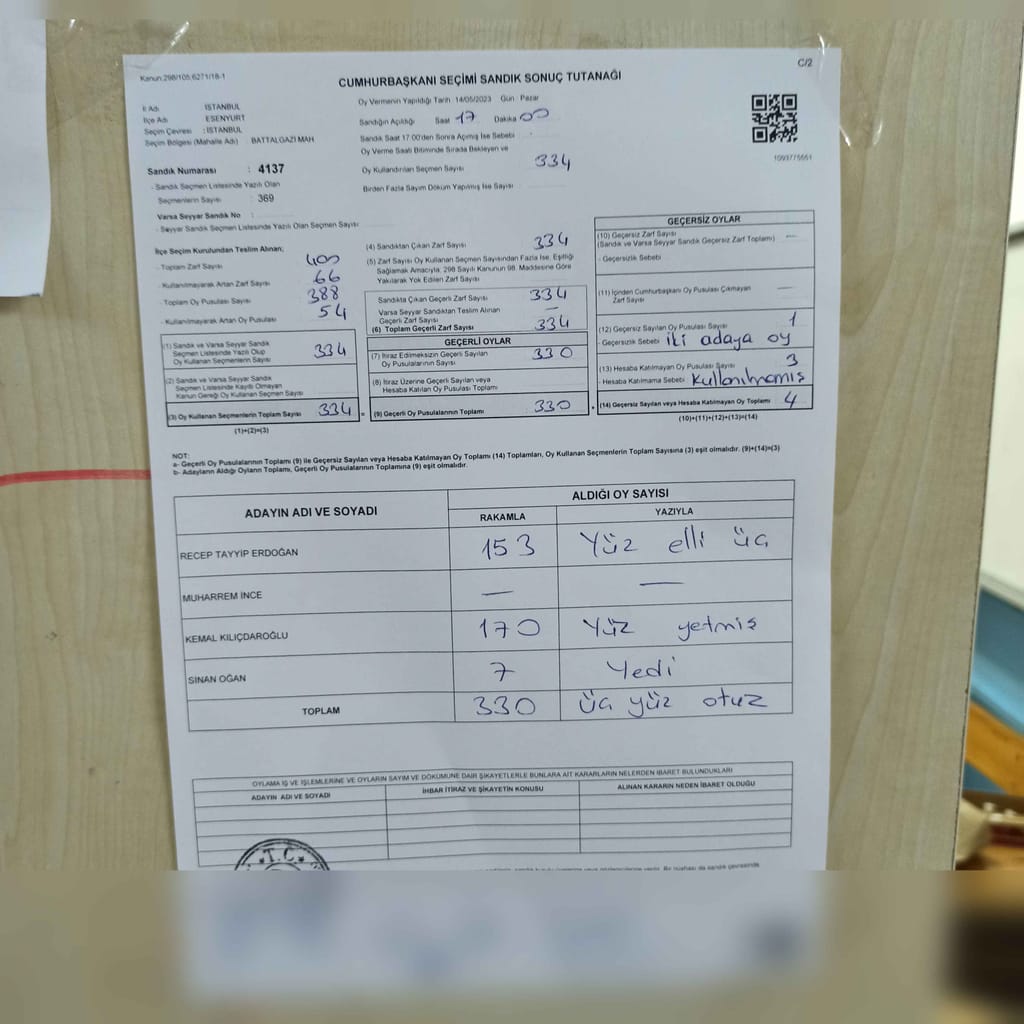 Kanun:298/105;6271/18-1
C/2
CUMHURBAŞKANI SEÇİMİ SANDIK SONUÇ TUTANAĞI
İl Adı : İSTANBUL
İlçe Adı : ESENYURT
Seçim Çevresi : İSTANBUL
Seçim Bölgesi (Mahalle Adı) : BATTALGAZİ MAH
Oy Vermenin Yapıldığı Tarih 14/05/2023 Gün Pazar
Sandığın Açıldığı Saat 17 Dakika 00
Sandık Saat 17:00'den Sonra Açılmış İse Sebebi :
Oy Verme Saati Bitiminde Sırada Bekleyen ve
Oy Kullandırılan Seçmen Sayısı 334
Birden Fazla Sayım Döküm Yapılmış İse Sayısı
Sandık Numarası : 4137
- Sandık Seçmen Listesinde Yazılı Olan
Seçmenlerin Sayısı : 369
Varsa Seyyar Sandık No :
- Seyyar Sandık Seçmen Listesinde Yazılı Olan Seçmen Sayısı
İlçe Seçim Kurulundan Teslim Alınan;
- Toplam Zarf Sayısı 400
- Kullanılmayarak Artan Zarf Sayısı 66
- Toplam Oy Pusulası Sayısı 388
- Kullanılmayarak Artan Oy Pusulası 54
(1) Sandık ve Varsa Seyyar Sandık
Seçmen Listesinde Yazılı Olup
Oy Kullanan Seçmenlerin Sayısı 334
(2) Sandık ve Varsa Seyyar Sandık
Seçmen Listesinde Kayıtlı Olmayan
Kanun Gereği Oy Kullanan Seçmen Sayısı
(3) Oy Kullanan Seçmenlerin Toplam Sayısı 334 =
(1)+(2)=(3)
(4) Sandıktan Çıkan Zarf Sayısı 334
(5) Zarf Sayısı Oy Kullanan Seçmen Sayısından Fazla İse, Eşitliği
Sağlamak Amacıyla, 298 Sayılı Kanunun 98. Maddesine Göre
Yakılarak Yok Edilen Zarf Sayısı
Sandıkta Çıkan Geçerli Zarf Sayısı 334
Varsa Seyyar Sandıktan Teslim Alınan
Geçerli Zarf Sayısı —
(6) Toplam Geçerli Zarf Sayısı 334
GEÇERLİ OYLAR
(7) İtiraz Edilmeksizin Geçerli Sayılan
Oy Pusulalarının Sayısı 330
(8) İtiraz Üzerine Geçerli Sayılan veya
Hesaba Katılan Oy Pusulası Toplamı
(9) Geçerli Oy Pusulalarının Toplamı 330 +
GEÇERSİZ OYLAR
(10) Geçersiz Zarf Sayısı —
(Sandık ve Varsa Seyyar Sandık Geçersiz Zarf Toplamı)
- Geçersizlik Sebebi
(11) İçinden Cumhurbaşkanı Oy Pusulası Çıkmayan
Zarf Sayısı —
(12) Geçersiz Sayılan Oy Pusulası Sayısı 1
- Geçersizlik Sebebi iki adaya oy
(13) Hesaba Katılmayan Oy Pusulası Sayısı 3
- Hesaba Katılmama Sebebi kullanılmamış
(14) Geçersiz Sayılan veya Hesaba Katılmayan Oy Toplamı 4
(10)+(11)+(12)+(13)=(14)
NOT:
a- Geçerli Oy Pusulalarının Toplamı (9) ile Geçersiz Sayılan veya Hesaba Katılmayan Oy Toplamı (14) Toplamları, Oy Kullanan Seçmenlerin Toplam Sayısına (3) eşit olmalıdır. (9)+(14)=(3)
b- Adayların Aldığı Oyların Toplamı, Geçerli Oy Pusulalarının Toplamına (9) eşit olmalıdır.
ADAYIN ADI VE SOYADI ALDIĞI OY SAYISI
RAKAMLA YAZIYLA
RECEP TAYYİP ERDOĞAN 153 Yüz elli üç
MUHARREM İNCE — —
KEMAL KILIÇDAROĞLU 170 Yüz yetmiş
SİNAN OĞAN 7 Yedi
TOPLAM 330 üç yüz otuz
OYLAMA İŞ VE İŞLEMLERİNE VE OYLARIN SAYIM VE DÖKÜMÜNE DAİR ŞİKAYETLERLE BUNLARA AİT KARARLARIN NELERDEN İBARET BULUNDUKLARI
ADAYIN ADI VE SOYADI İHBAR İTİRAZ VE ŞİKAYETİN KONUSU ALINAN KARARIN NEDEN İBARET OLDUĞU
T.C.